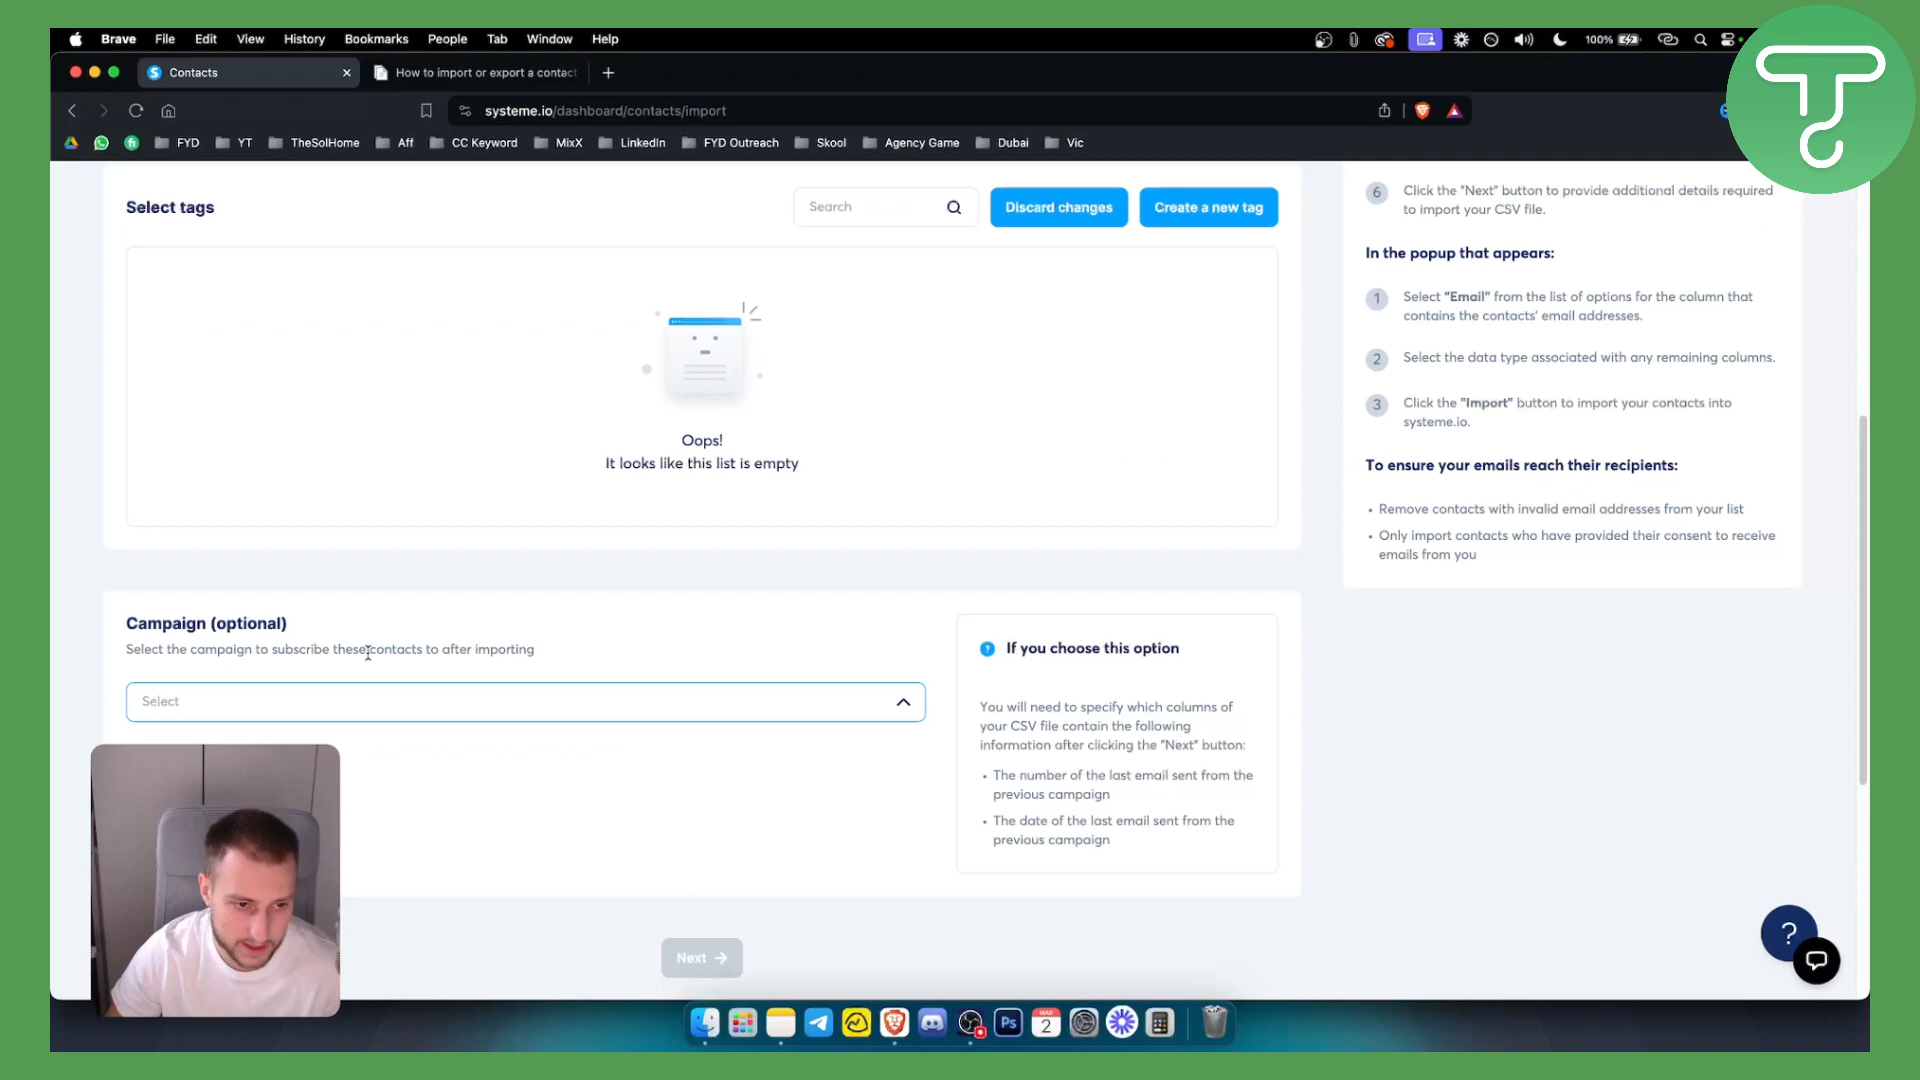 Brave File Edit View History Bookmarks People Tab Window Help
100%
Contacts
How to import or export a contact
systeme.io/dashboard/contacts/import
FYD YT TheSolHome Aff CC Keyword MixX LinkedIn FYD Outreach Skool Agency Game Dubai Vic
Select tags
Search
Discard changes
Create a new tag
Oops!
It looks like this list is empty
Campaign (optional)
Select the campaign to subscribe these contacts to after importing
Select
? If you choose this option
You will need to specify which columns of
your CSV file contain the following
information after clicking the "Next" button:
• The number of the last email sent from the
previous campaign
• The date of the last email sent from the
previous campaign
Next →
6 Click the "Next" button to provide additional details required
to import your CSV file.
In the popup that appears:
1 Select "Email" from the list of options for the column that
contains the contacts' email addresses.
2 Select the data type associated with any remaining columns.
3 Click the "Import" button to import your contacts into
systeme.io.
To ensure your emails reach their recipients:
• Remove contacts with invalid email addresses from your list
• Only import contacts who have provided their consent to receive
emails from you
?
Ps
MAR
2